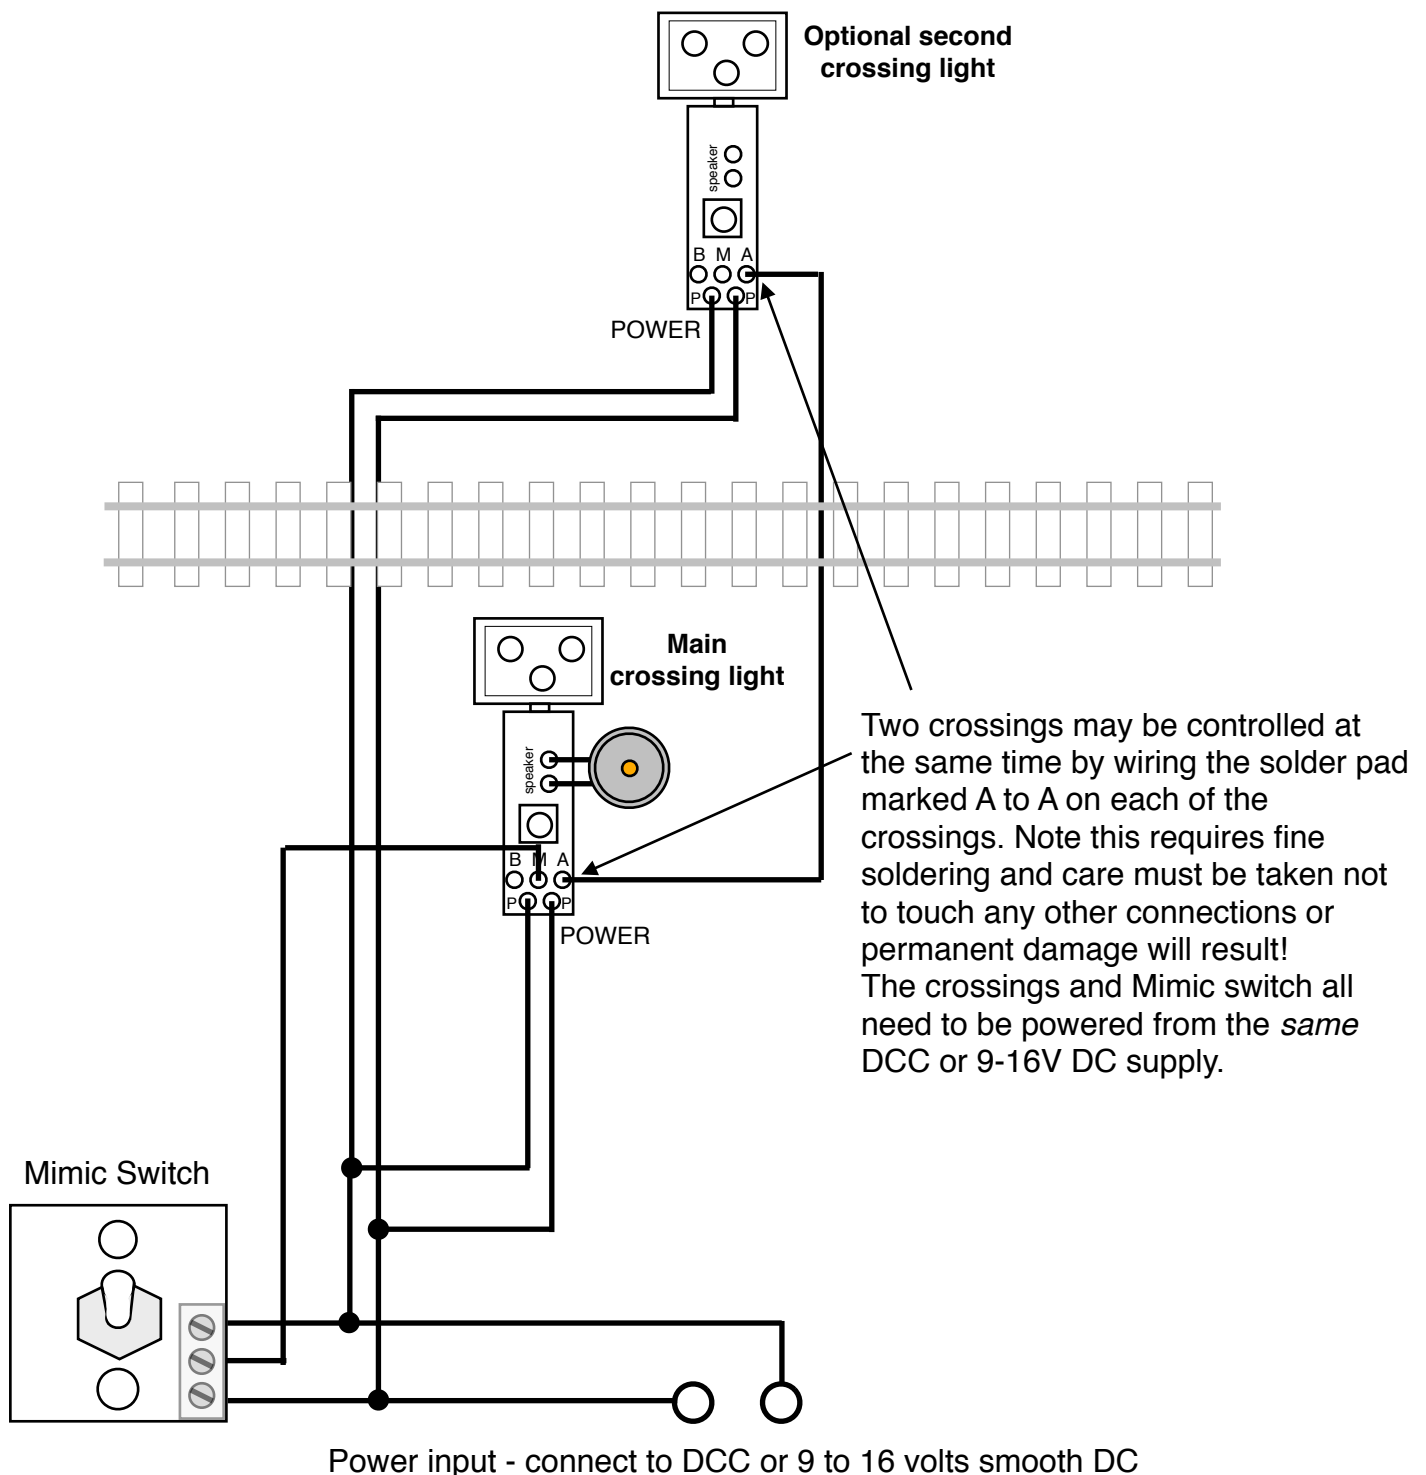 Optional second
crossing light
speaker
B M A
P P
POWER
Main
crossing light
speaker
B M A
P P
POWER
Two crossings may be controlled at
the same time by wiring the solder pad
marked A to A on each of the
crossings. Note this requires fine
soldering and care must be taken not
to touch any other connections or
permanent damage will result!
The crossings and Mimic switch all
need to be powered from the same
DCC or 9-16V DC supply.
Mimic Switch
Power input - connect to DCC or 9 to 16 volts smooth DC